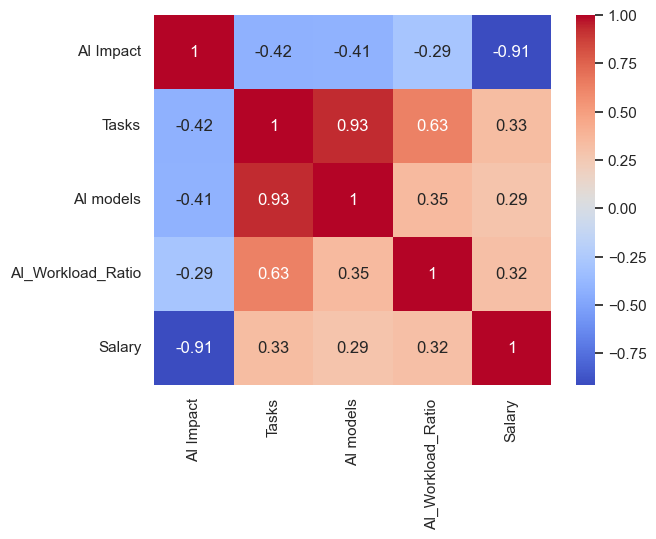 AI Impact 1 -0.42 -0.41 -0.29 -0.91
Tasks -0.42 1 0.93 0.63 0.33
AI models -0.41 0.93 1 0.35 0.29
AI_Workload_Ratio -0.29 0.63 0.35 1 0.32
Salary -0.91 0.33 0.29 0.32 1
AI Impact
Tasks
AI models
AI_Workload_Ratio
Salary
1.00
0.75
0.50
0.25
0.00
−0.25
−0.50
−0.75